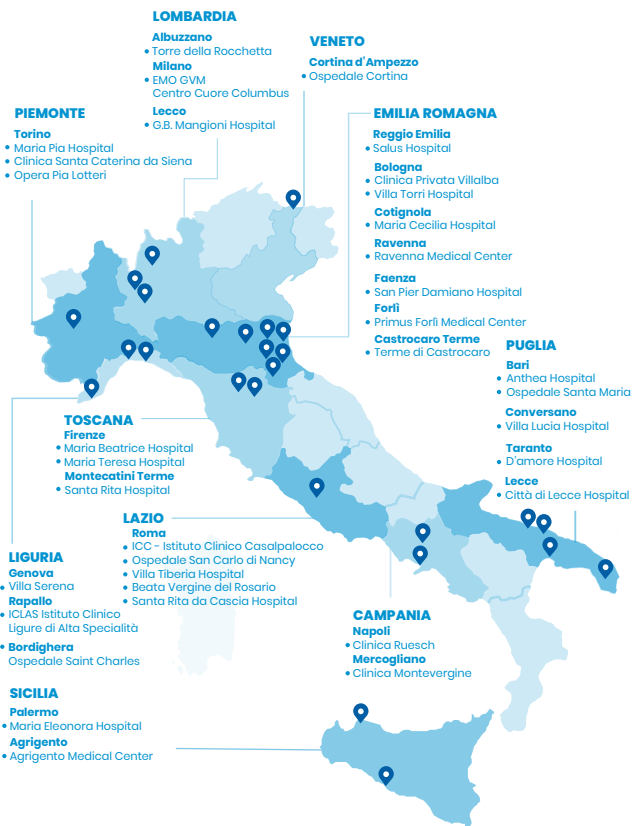 LOMBARDIA
Albuzzano
• Torre della Rocchetta
Milano
• EMO GVM
Centro Cuore Columbus
Lecco
• G.B. Mangioni Hospital
VENETO
Cortina d'Ampezzo
• Ospedale Cortina
PIEMONTE
Torino
• Maria Pia Hospital
• Clinica Santa Caterina da Siena
• Opera Pia Lotteri
EMILIA ROMAGNA
Reggio Emilia
• Salus Hospital
Bologna
• Clinica Privata Villalba
• Villa Torri Hospital
Cotignola
• Maria Cecilia Hospital
Ravenna
• Ravenna Medical Center
Faenza
• San Pier Damiano Hospital
Forlì
• Primus Forlì Medical Center
Castrocaro Terme
• Terme di Castrocaro
PUGLIA
Bari
• Anthea Hospital
• Ospedale Santa Maria
Conversano
• Villa Lucia Hospital
Taranto
• D'amore Hospital
Lecce
• Città di Lecce Hospital
TOSCANA
Firenze
• Maria Beatrice Hospital
• Maria Teresa Hospital
Montecatini Terme
• Santa Rita Hospital
LAZIO
Roma
• ICC - Istituto Clinico Casalpalocco
• Ospedale San Carlo di Nancy
• Villa Tiberia Hospital
• Beata Vergine del Rosario
• Santa Rita da Cascia Hospital
LIGURIA
Genova
• Villa Serena
Rapallo
• ICLAS Istituto Clinico
Ligure di Alta Specialità
• Bordighera
Ospedale Saint Charles
CAMPANIA
Napoli
• Clinica Ruesch
Mercogliano
• Clinica Montevergine
SICILIA
Palermo
• Maria Eleonora Hospital
Agrigento
• Agrigento Medical Center